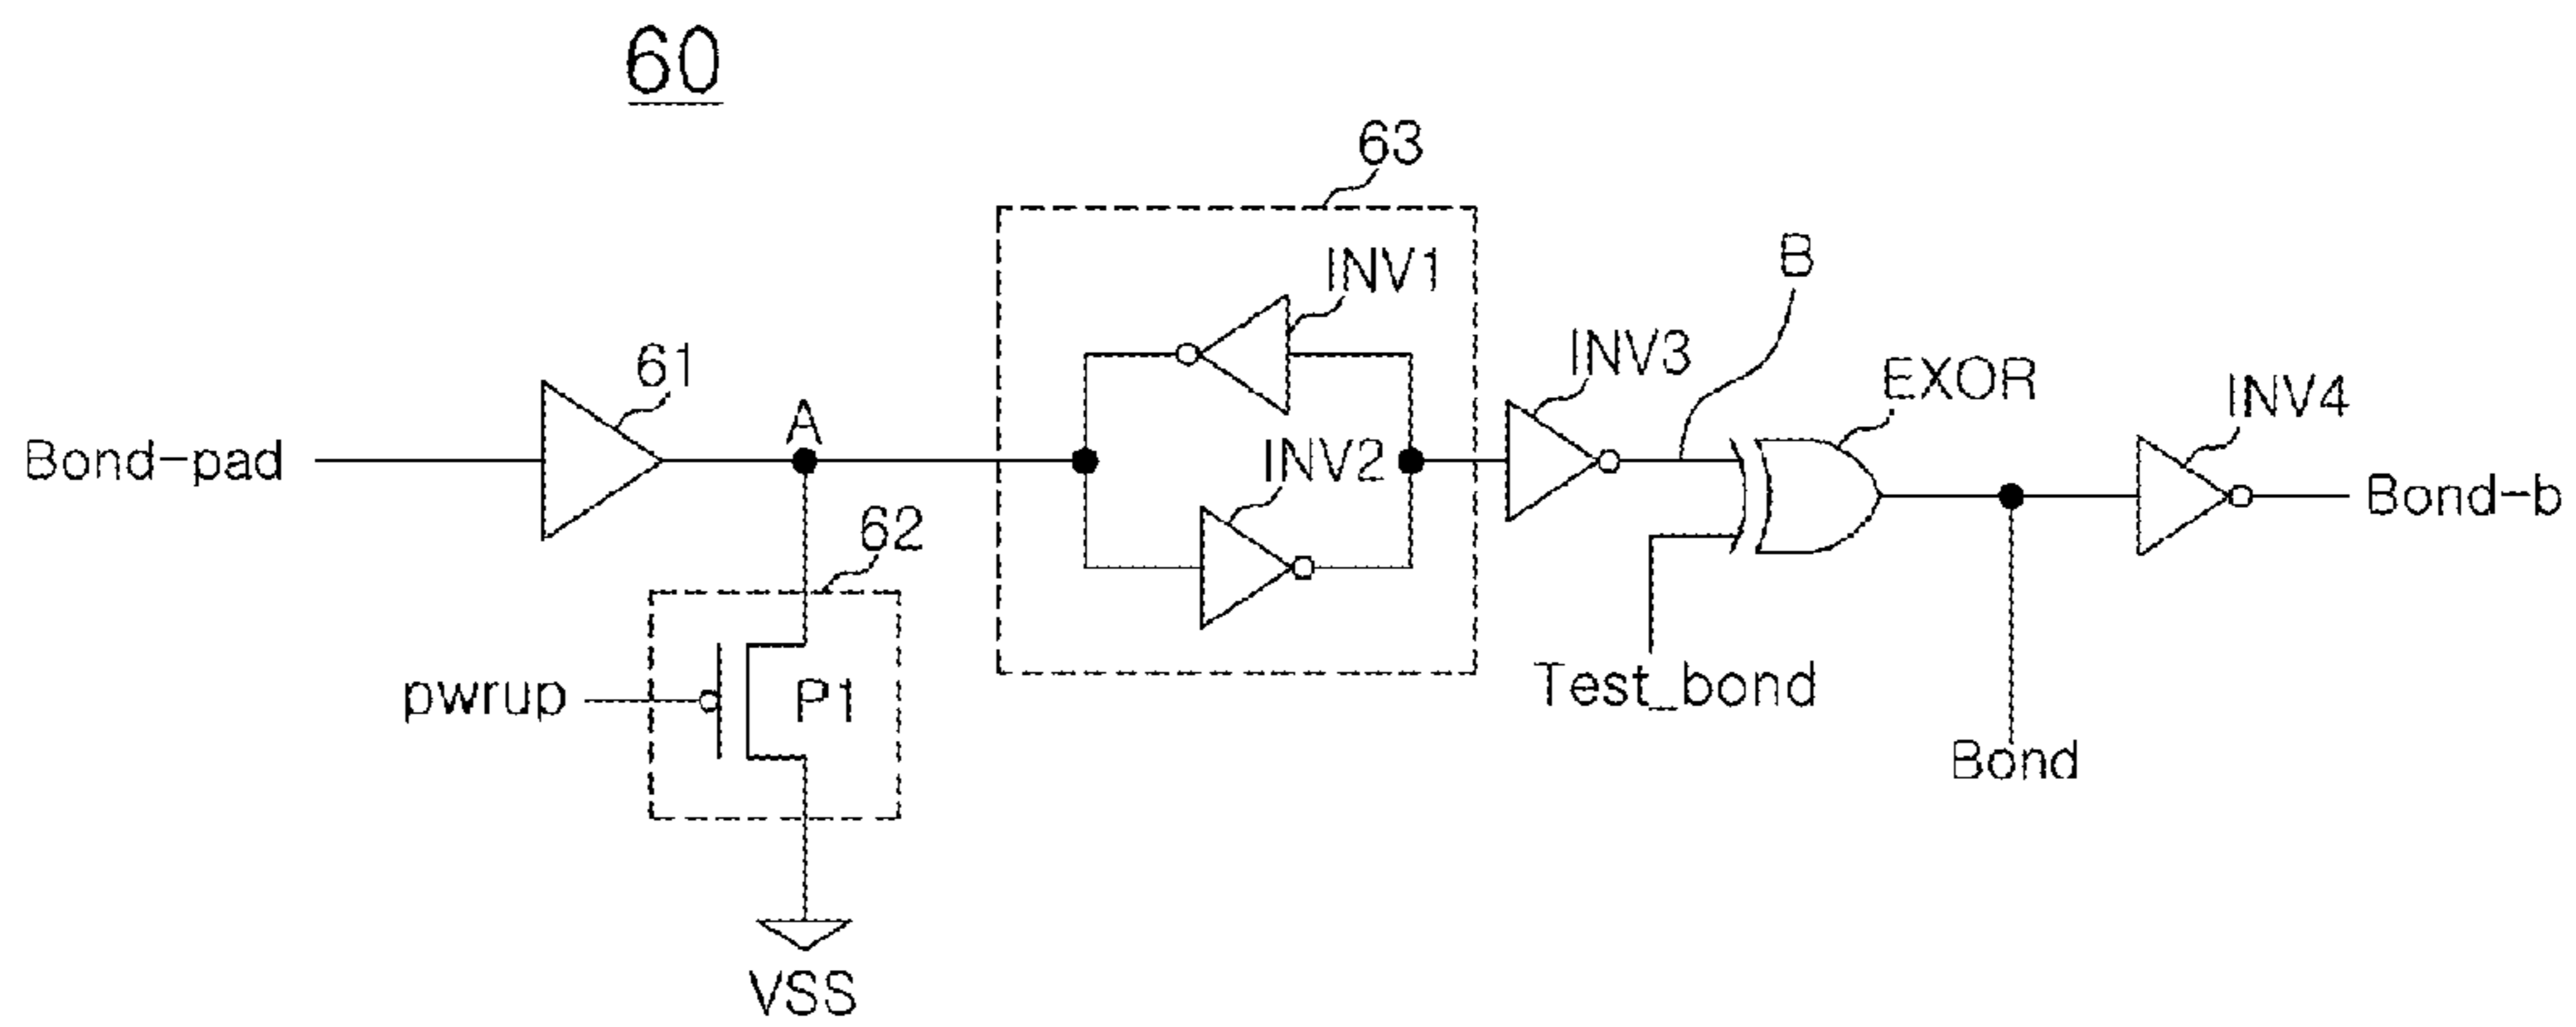 60
63
INV1
B
INV3
61
EXOR
INV4
A
Bond-pad
INV2
Bond-b
62
pwrup
P1
Test_bond
Bond
VSS